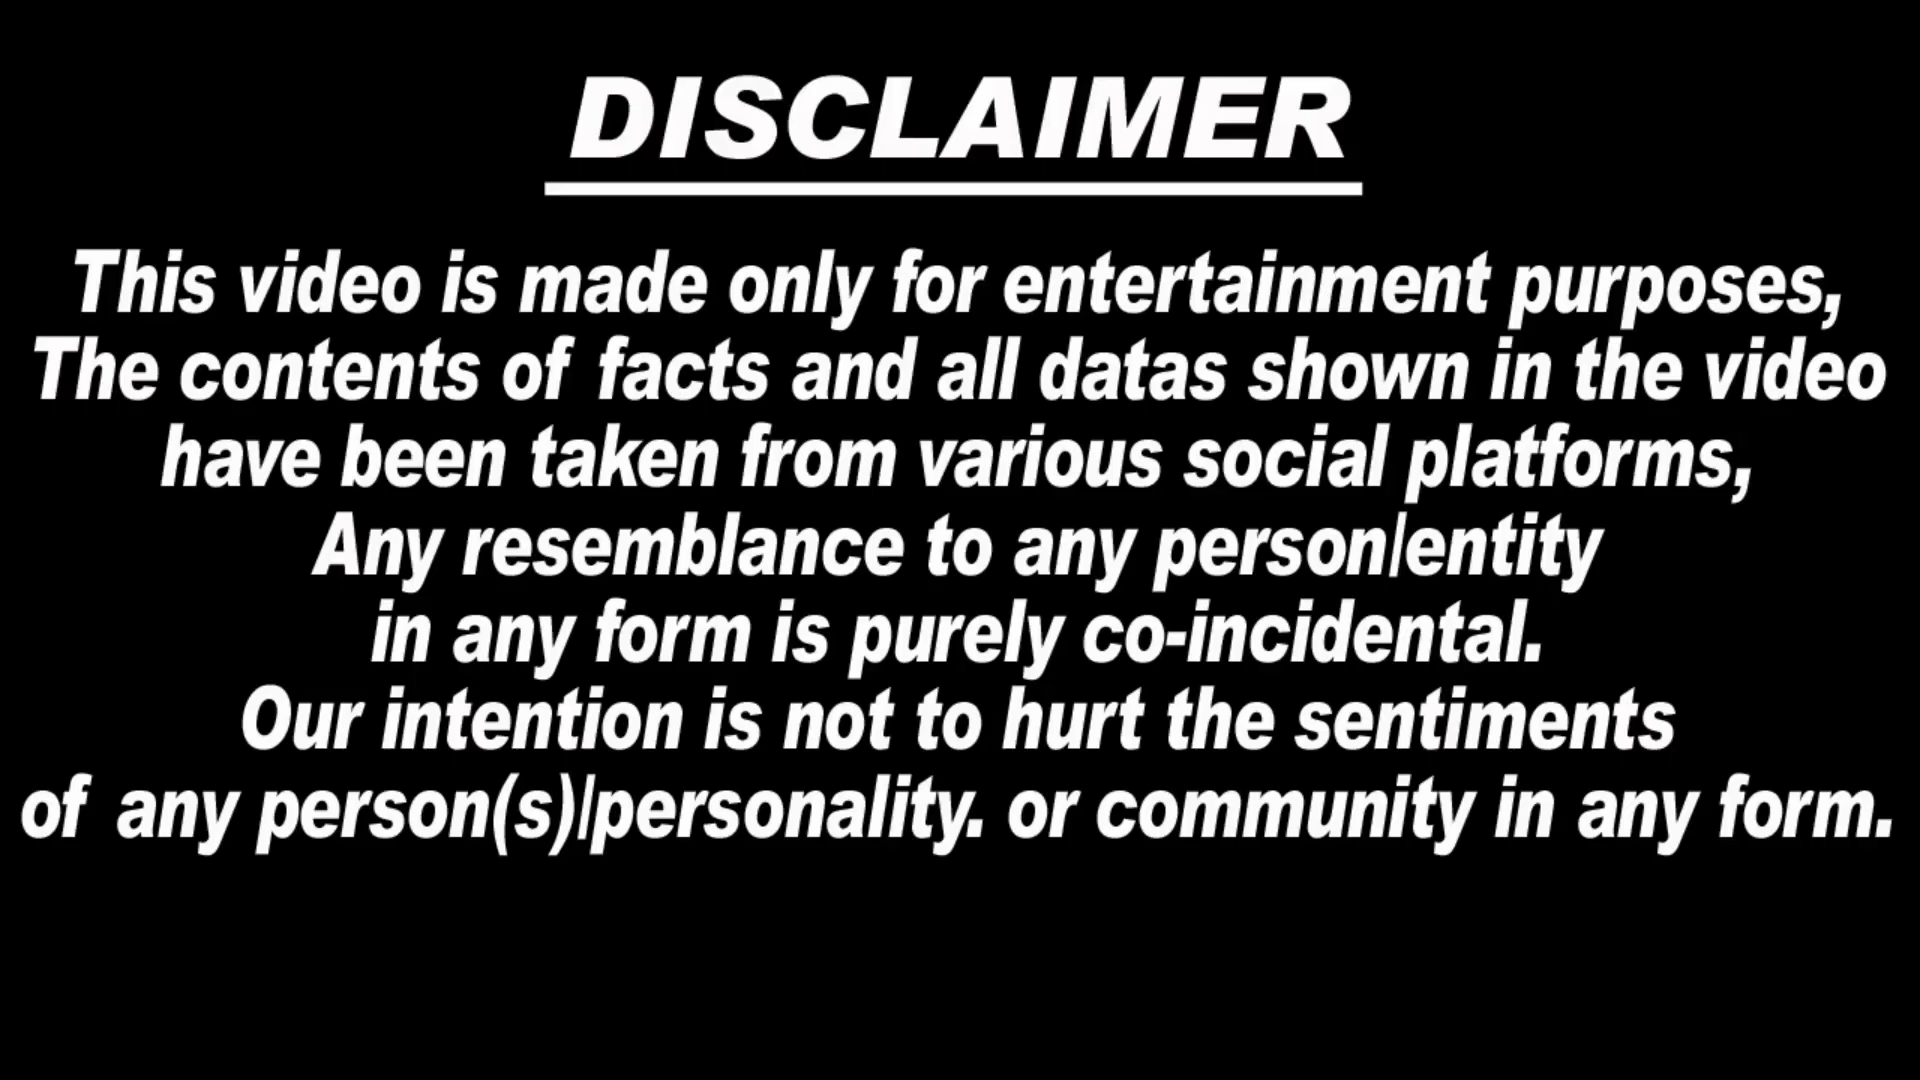 DISCLAIMER
This video is made only for entertainment purposes,
The contents of facts and all datas shown in the video
have been taken from various social platforms,
Any resemblance to any person/entity
in any form is purely co-incidental.
Our intention is not to hurt the sentiments
of any person(s)/personality. or community in any form.